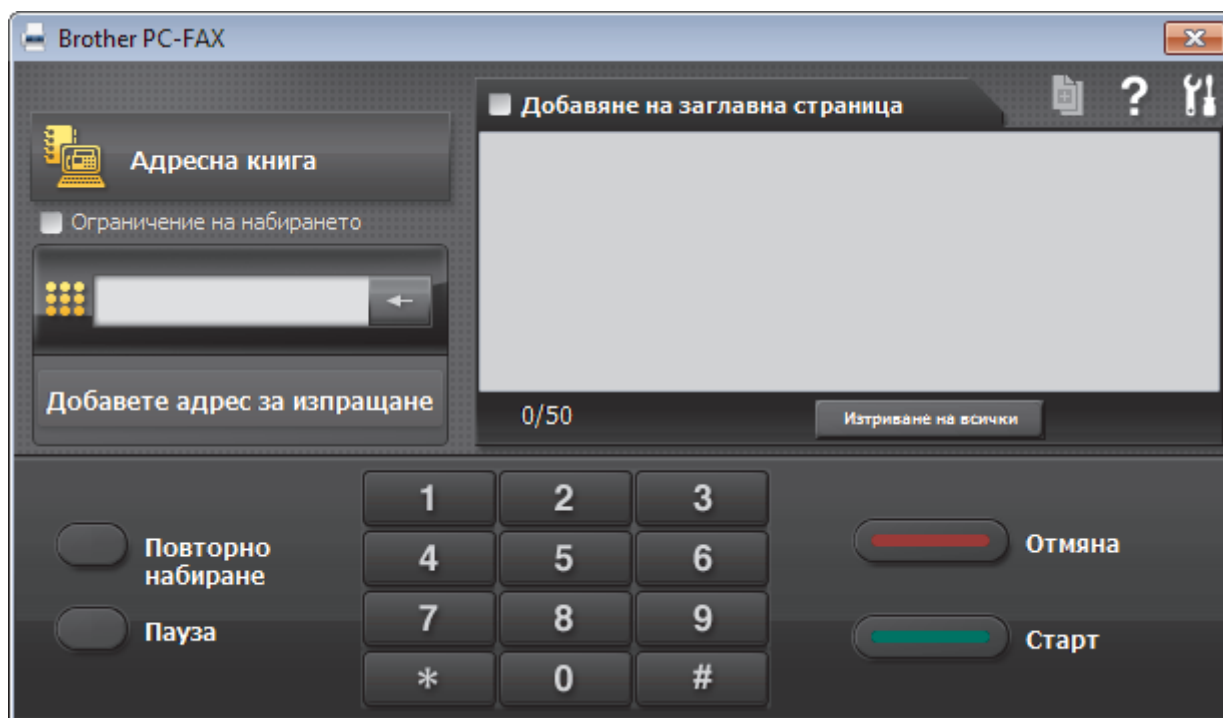 Brother PC-FAX
Адресна книга
Ограничение на набирането
Добавете адрес за изпращане
Добавяне на заглавна страница
?
0/50
Изтриване на всички
Повторно
набиране
Пауза
1 2 3
4 5 6
7 8 9
* 0 #
Отмяна
Старт